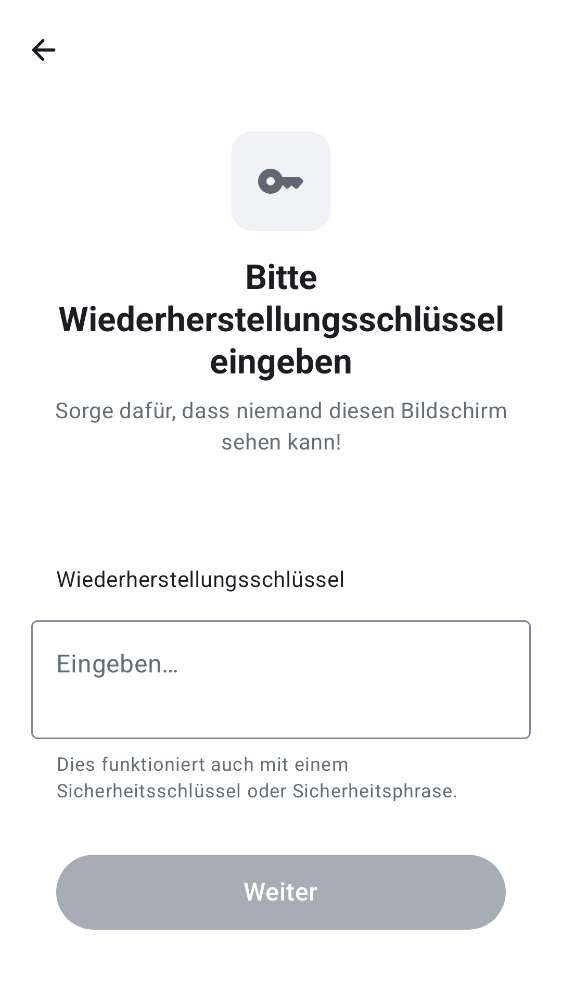 Bitte
Wiederherstellungsschlüssel
eingeben
Sorge dafür, dass niemand diesen Bildschirm
sehen kann!
Wiederherstellungsschlüssel
Eingeben…
Dies funktioniert auch mit einem
Sicherheitsschlüssel oder Sicherheitsphrase.
Weiter